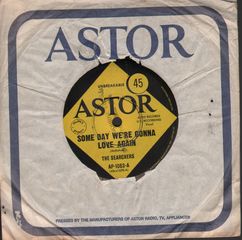 ASTOR
UNBREAKABLE
45
ASTOR
SOME DAY WE'RE GONNA
LOVE AGAIN
THE SEARCHERS
AP-1083-A
PRESSED BY THE MANUFACTURERS OF ASTOR RADIO, TV, APPLIANCES